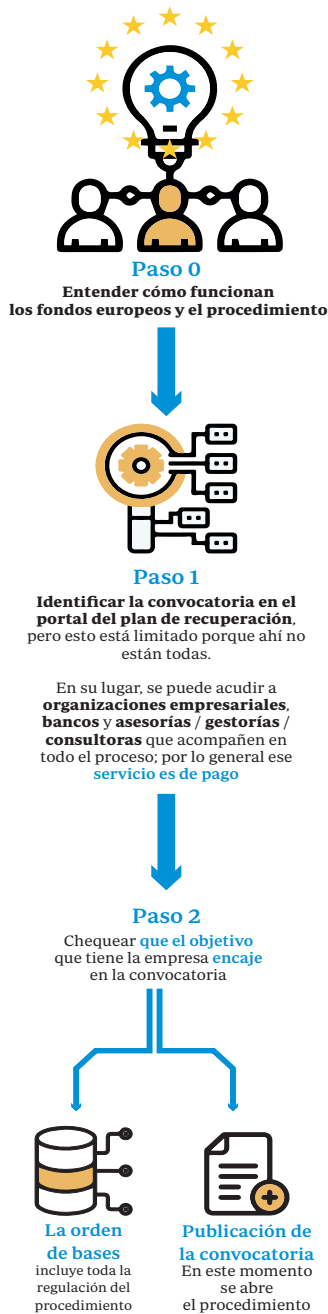 Paso 0
Entender cómo funcionan
los fondos europeos y el procedimiento
Paso 1
Identificar la convocatoria en el
portal del plan de recuperación,
pero esto está limitado porque ahí no
están todas.
En su lugar, se puede acudir a
organizaciones empresariales,
bancos y asesorías / gestorías /
consultoras que acompañen en
todo el proceso; por lo general ese
servicio es de pago
Paso 2
Chequear que el objetivo
que tiene la empresa encaje
en la convocatoria
La orden
de bases
incluye toda la
regulación del
procedimiento
Publicación de
la convocatoria
En este momento
se abre
el procedimiento